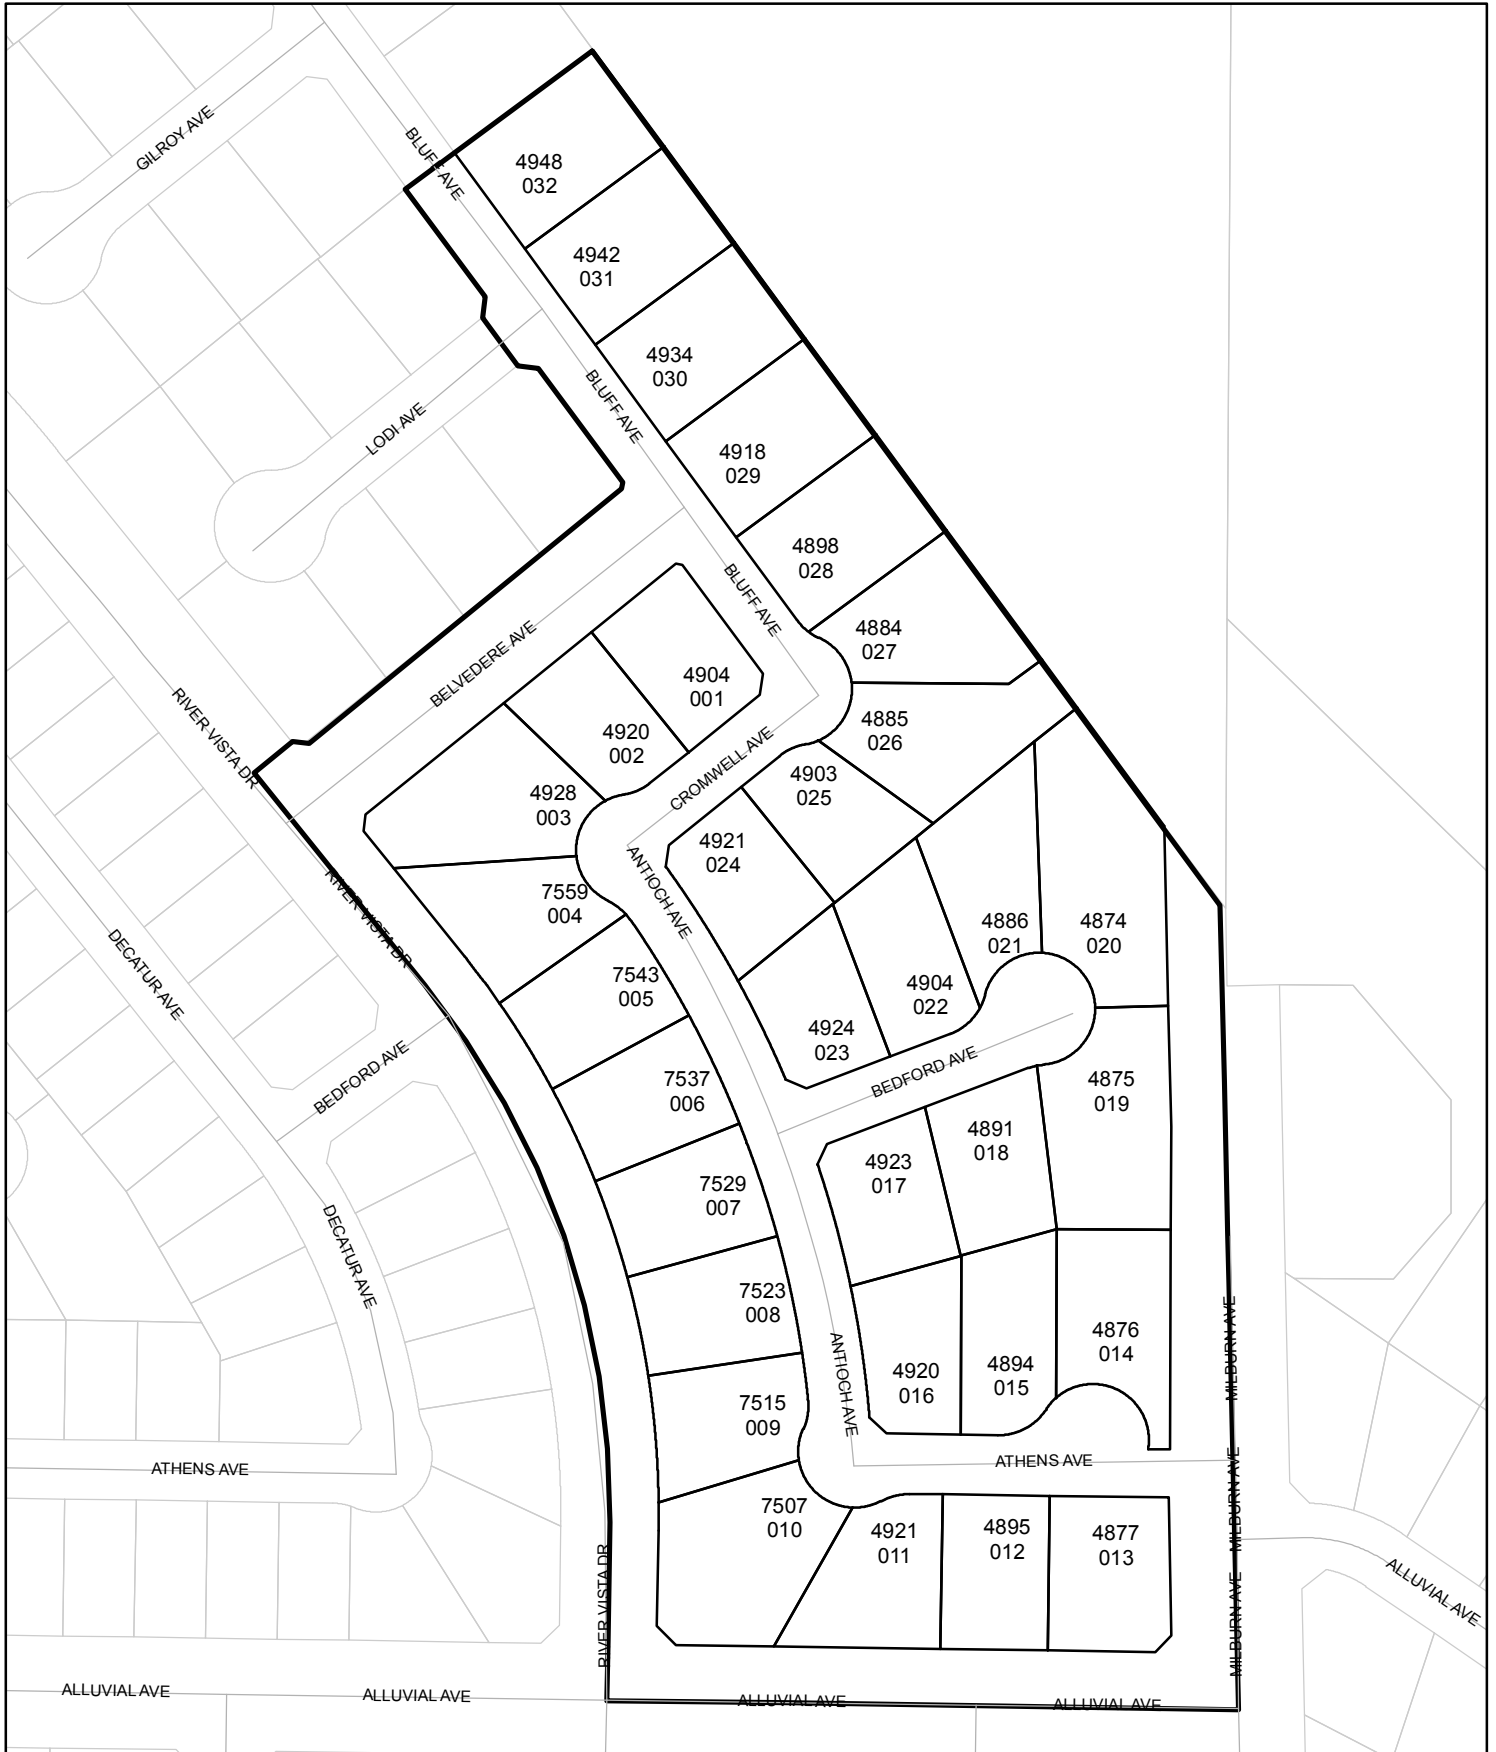 GILROY AVE
BLUFF AVE
4948
032
4942
031
4934
030
LODI AVE
BLUFF AVE
4918
029
4898
028
BLUFF AVE
4884
027
BELVEDERE AVE
4904
001
4920
002
4885
026
RIVER VISTA DR
CROMWELL AVE
4903
025
4928
003
4921
024
ANTIOCH AVE
7559
004
RIVER VISTA DR
4886
021
4874
020
DECATUR AVE
7543
005
4904
022
4924
023
BEDFORD AVE
BEDFORD AVE
7537
006
4875
019
4891
018
4923
017
7529
007
DECATUR AVE
7523
008
MILBURN AVE
4876
014
ANTIOCH AVE
4920
016
4894
015
7515
009
ATHENS AVE
ATHENS AVE
MILBURN AVE
7507
010
4921
011
4895
012
4877
013
ALLUVIAL AVE
RIVER VISTA DR
MILBURN AVE
ALLUVIAL AVE
ALLUVIAL AVE
ALLUVIAL AVE
ALLUVIAL AVE